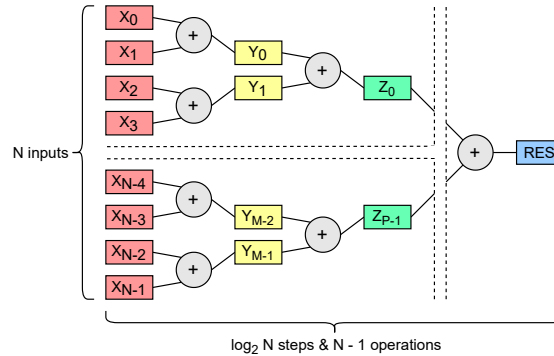 X0
+
X1
Y0
+
X2
Y1
Z0
+
X3
N inputs
+
RES
XN-4
+
XN-3
YM-2
+
ZP-1
XN-2
YM-1
+
XN-1
log2 N steps & N - 1 operations